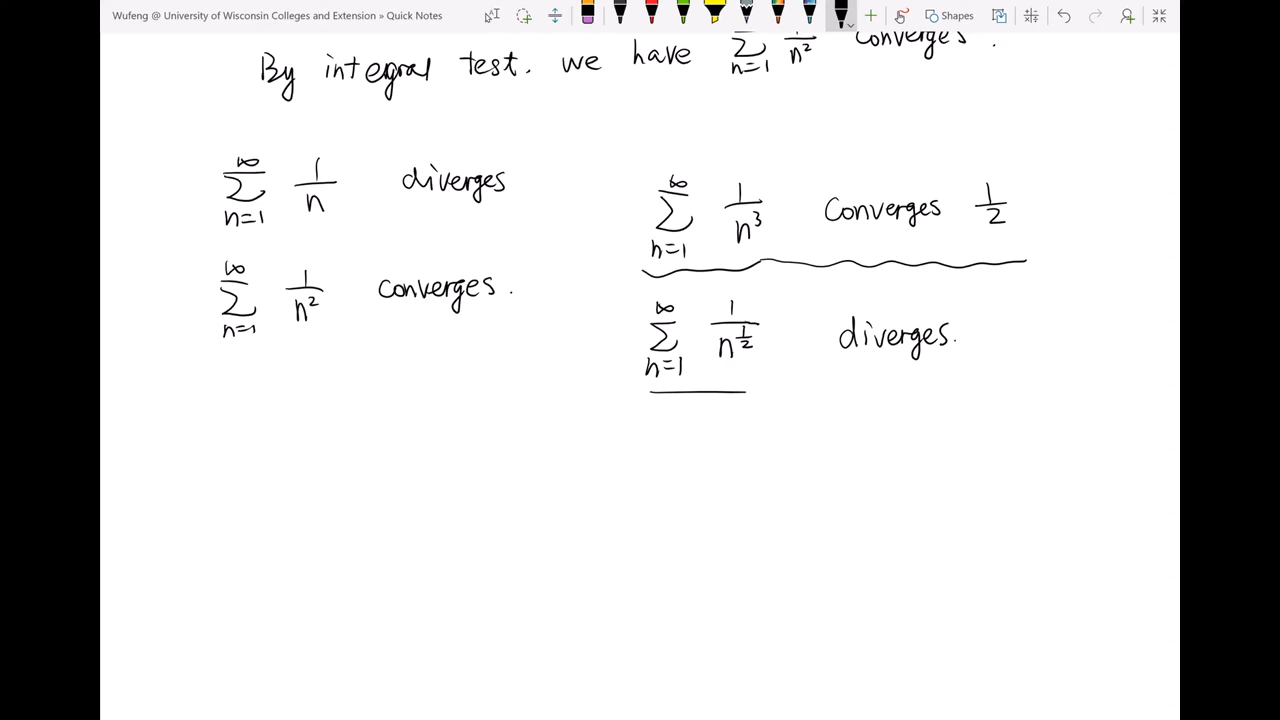 Wufeng @ University of Wisconsin Colleges and Extension » Quick Notes
Shapes
By integral test. we have ∑_{n=1} 1/n² converges.
∑_{n=1}^{∞} 1/n diverges
∑_{n=1}^{∞} 1/n² converges.
∑_{n=1}^{∞} 1/n³ converges 1/2
∑_{n=1}^{∞} 1/n^{1/2} diverges.